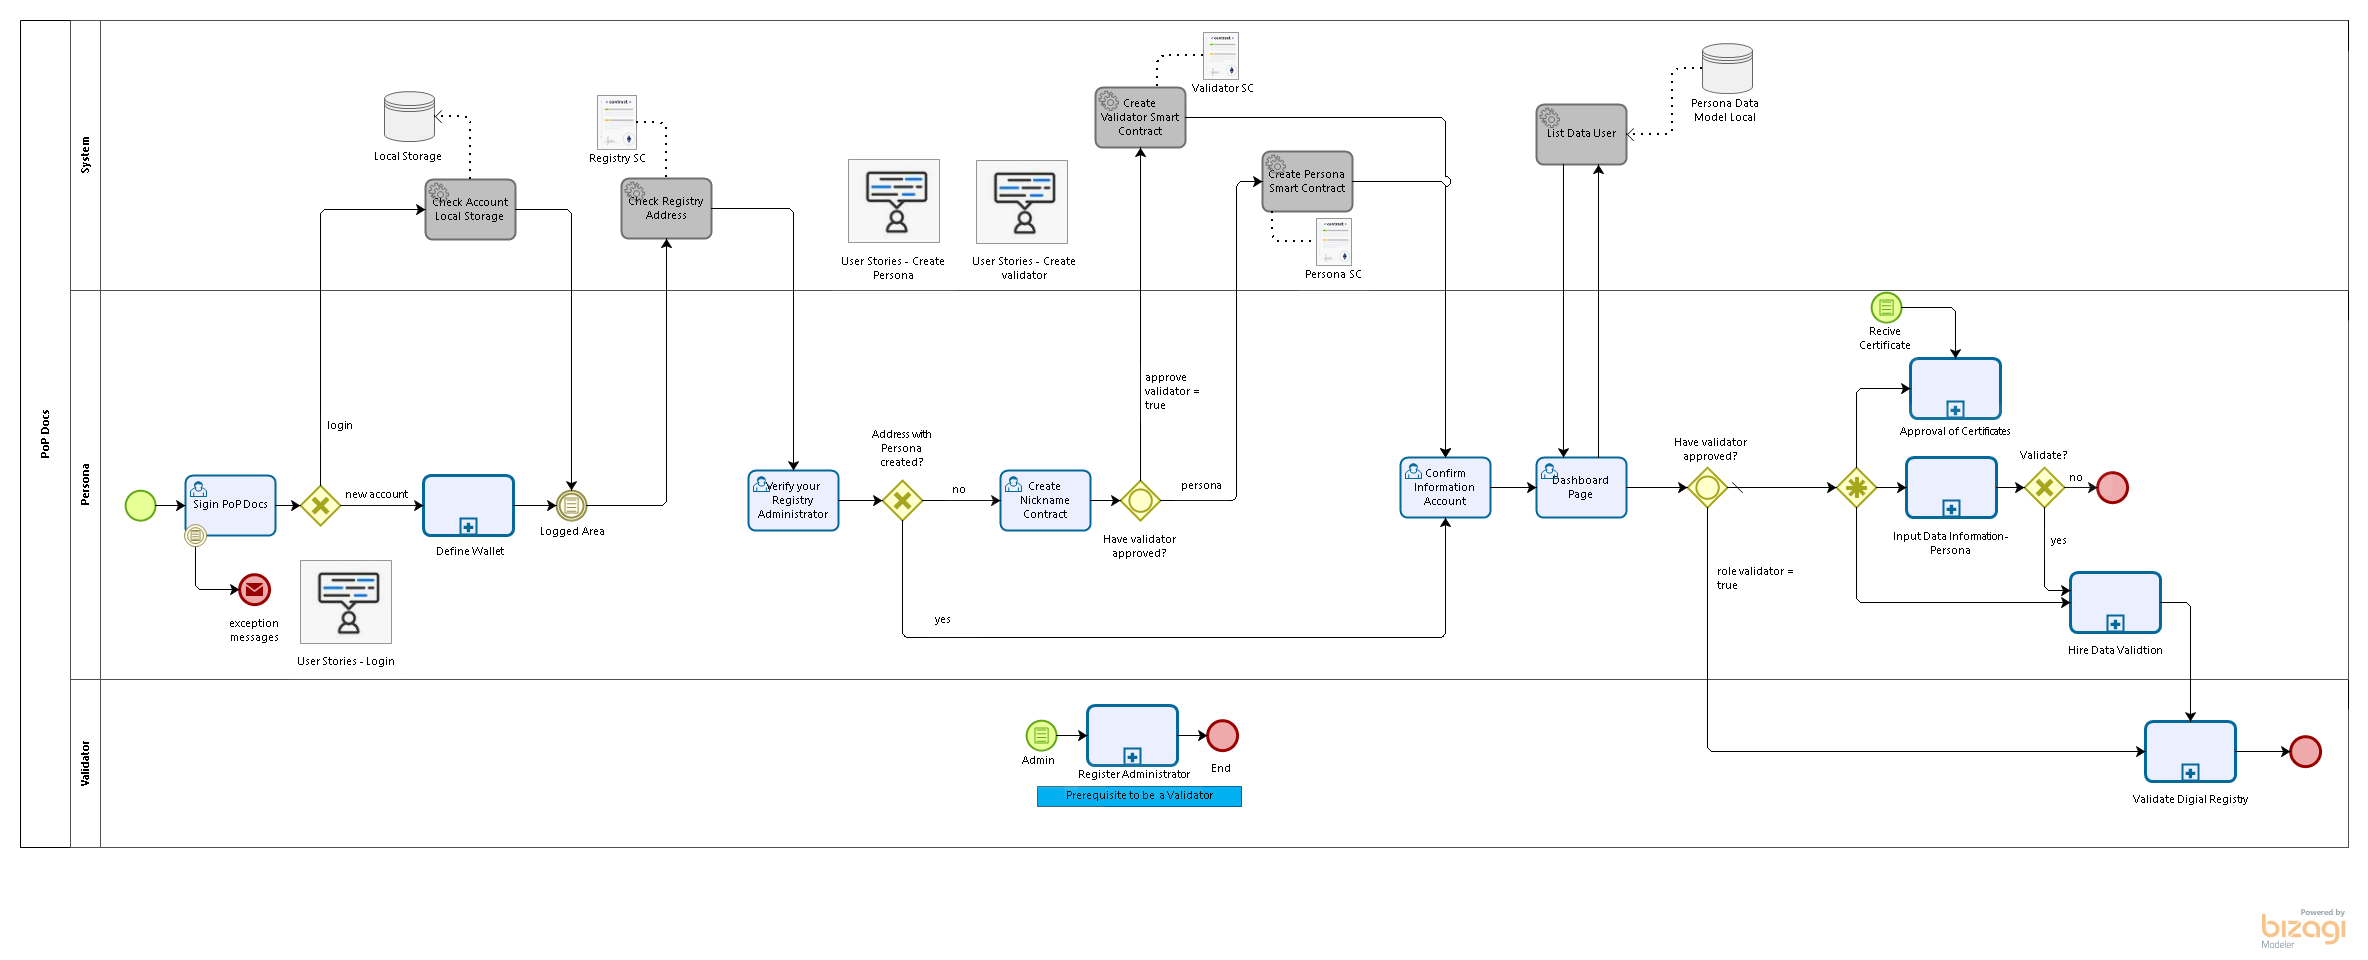 PoP Docs
System
Persona
Validator
Local Storage
Check Account
Local Storage
contract
Registry SC
Check Registry
Address
User Stories - Create
Persona
User Stories - Create
validator
contract
Validator SC
Create
Validator Smart
Contract
Create Persona
Smart Contract
contract
Persona SC
List Data User
Persona Data
Model Local
Sigin PoP Docs
exception
messages
login
new account
Define Wallet
Logged Area
User Stories - Login
Verify your
Registry
Administrator
Address with
Persona
created?
no
yes
Create
Nickname
Contract
Have validator
approved?
approve
validator =
true
persona
Confirm
Information
Account
Dashboard
Page
Have validator
approved?
role validator =
true
Recive
Certificate
Approval of Certificates
Input Data Information-
Persona
Validate?
no
yes
Hire Data Validtion
Admin
Register Administrator
End
Prerequisite to be a Validator
Validate Digial Registry
Powered by
bizagi
Modeler